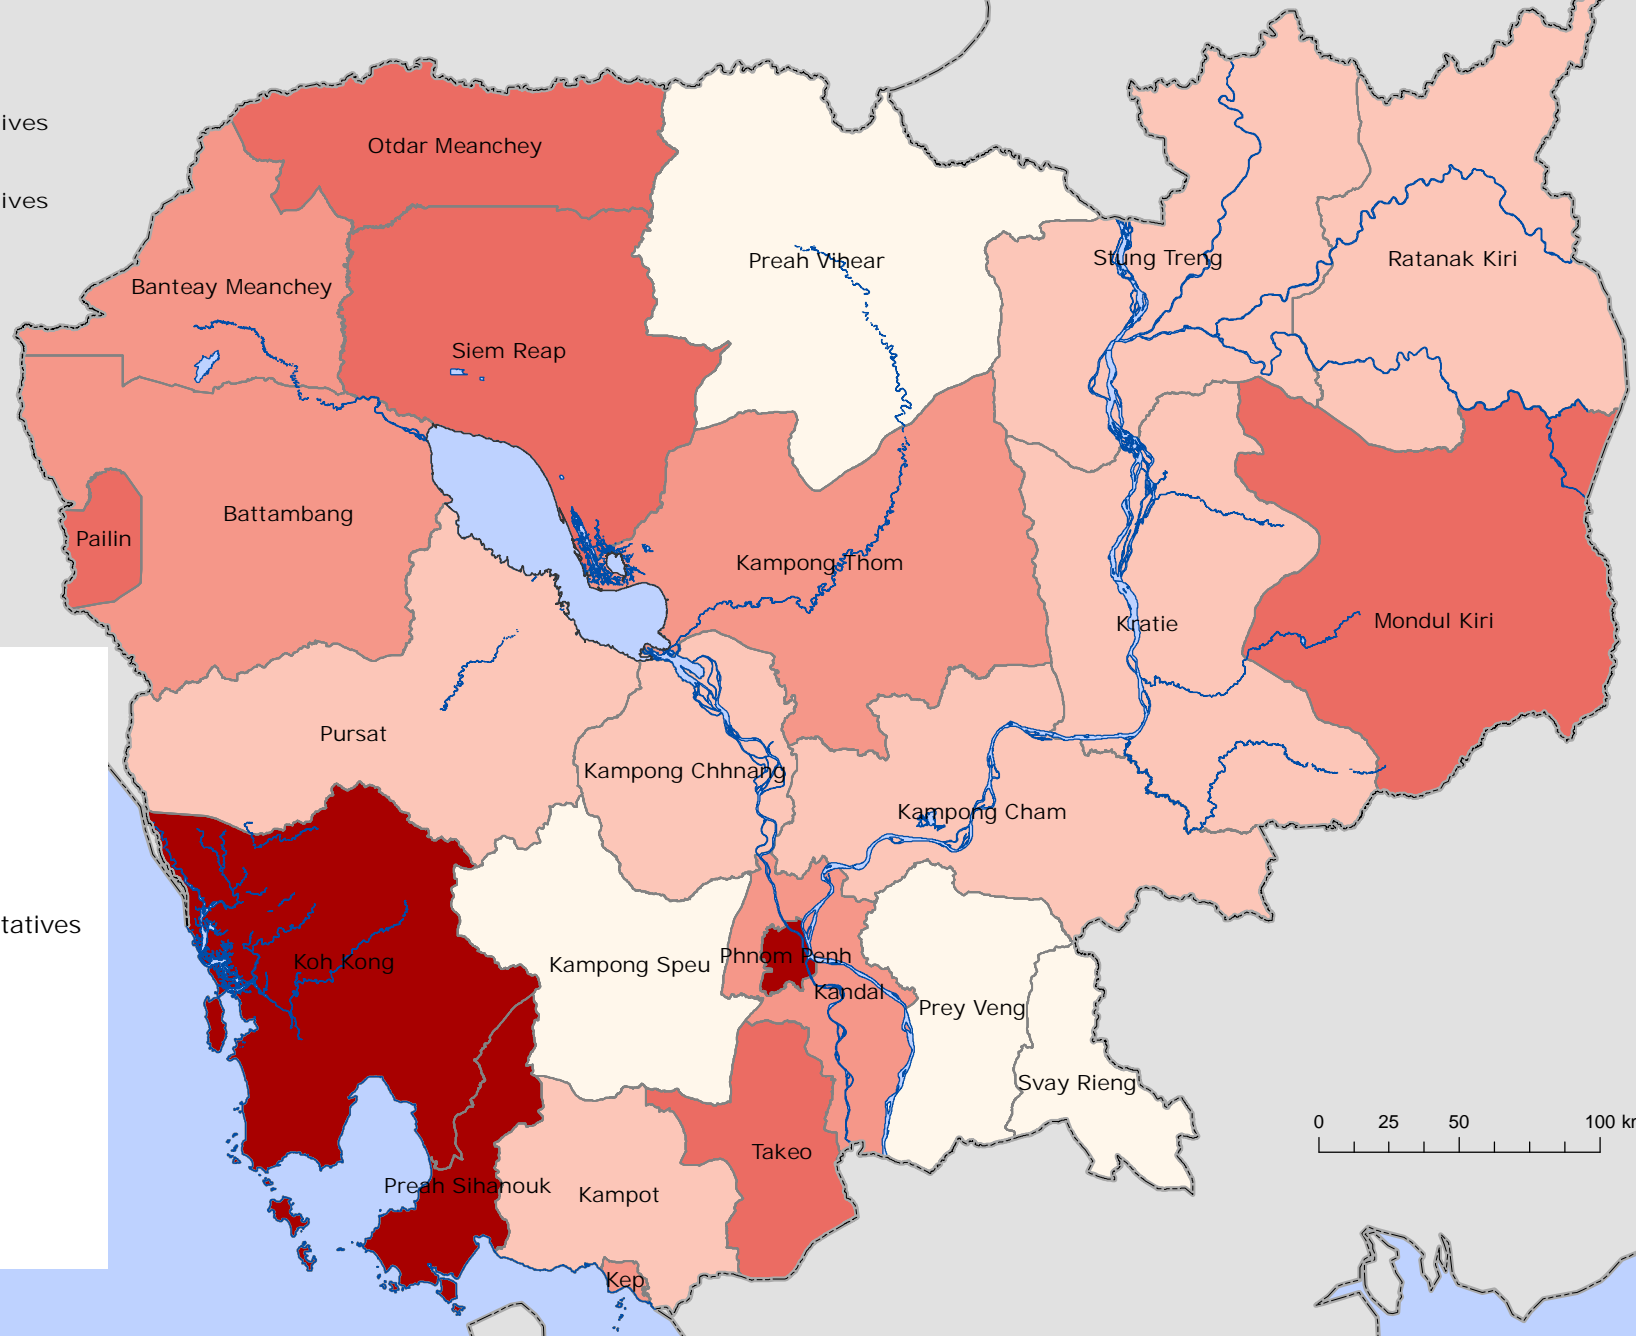 ives
Otdar Meanchey
ives
Stung Treng
Ratanak Kiri
Preah Vihear
Banteay Meanchey
Siem Reap
Battambang
Pailin
Kampong Thom
Kratie
Mondul Kiri
Pursat
Kampong Chhnang
Kampong Cham
tatives
Phnom Penh
Koh Kong
Kampong Speu
Kandal
Prey Veng
Svay Rieng
0 25 50 100 km
Takeo
Preah Sihanouk
Kampot
Kep